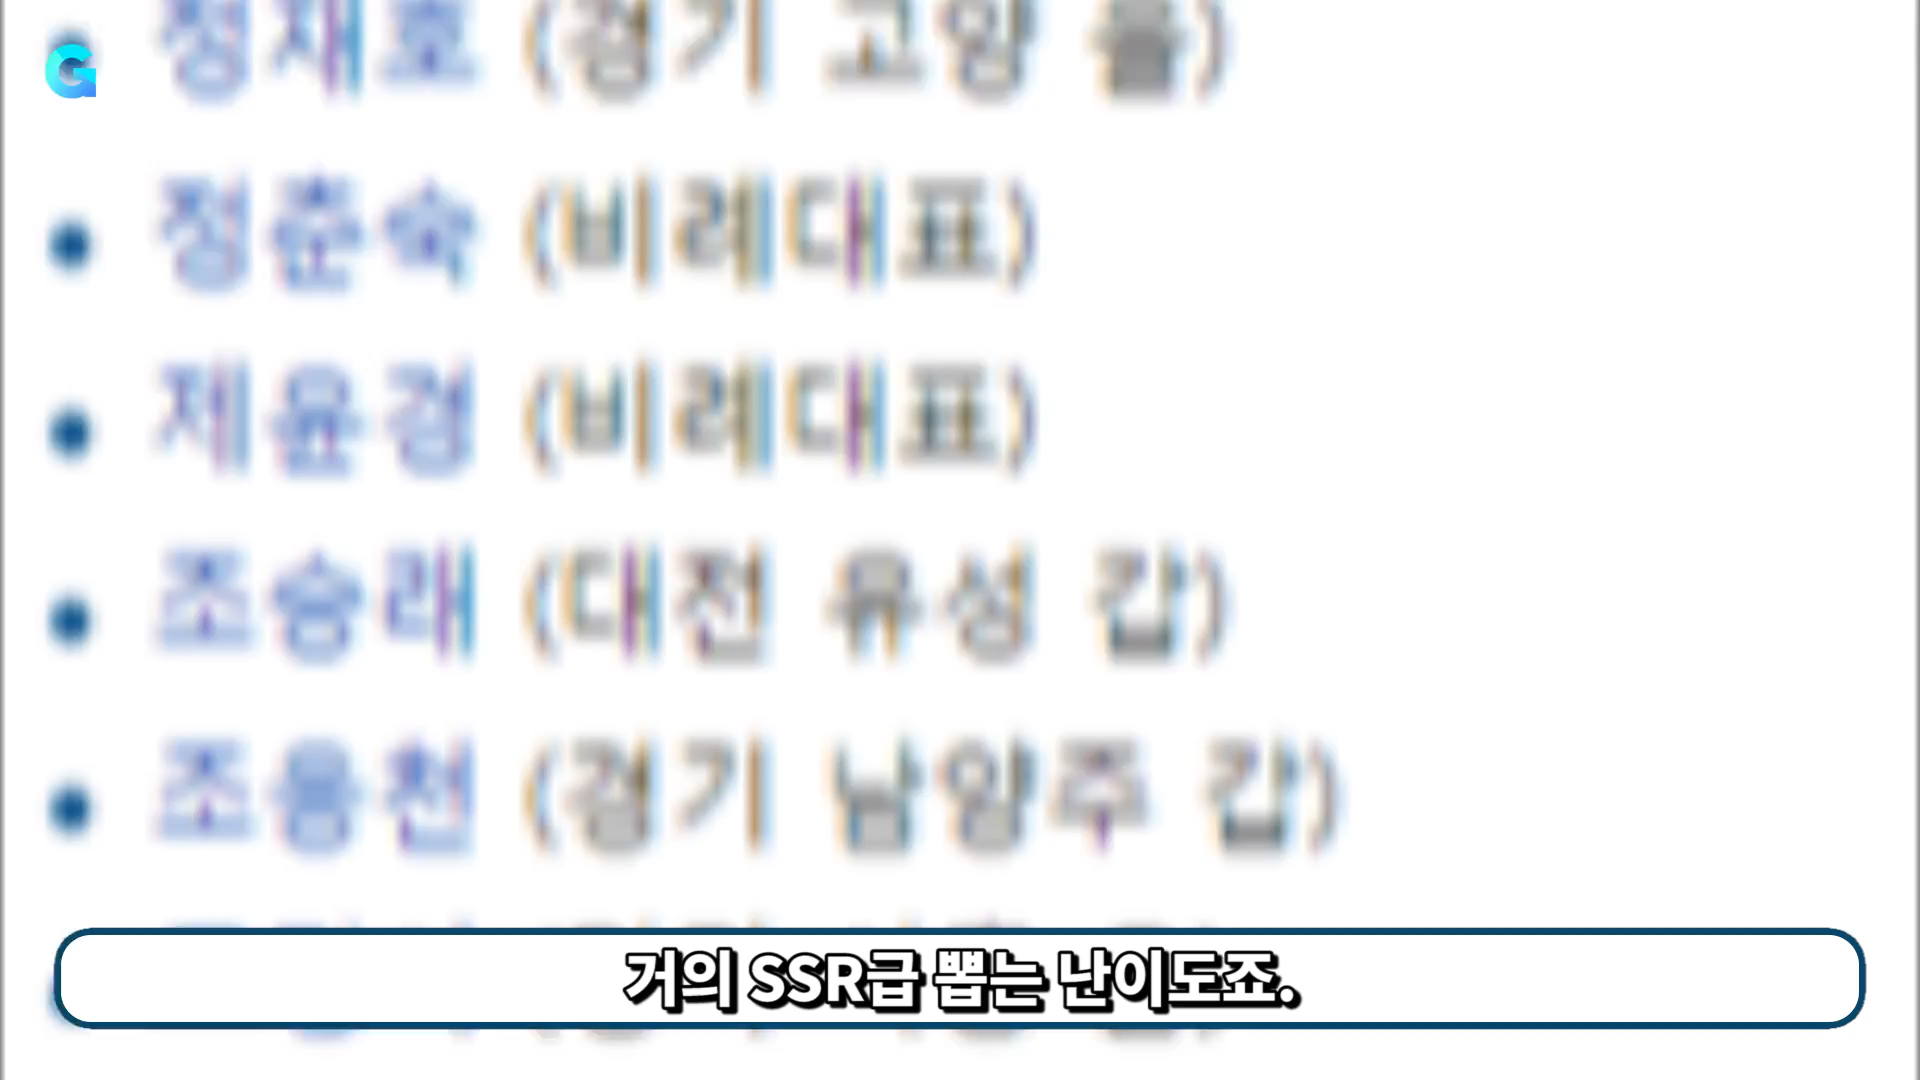 G
정재호 (경기 고양 을)
정춘숙 (비례대표)
제윤경 (비례대표)
조승래 (대전 유성 갑)
조응천 (경기 남양주 갑)
거의 SSR급 뽑는 난이도죠.